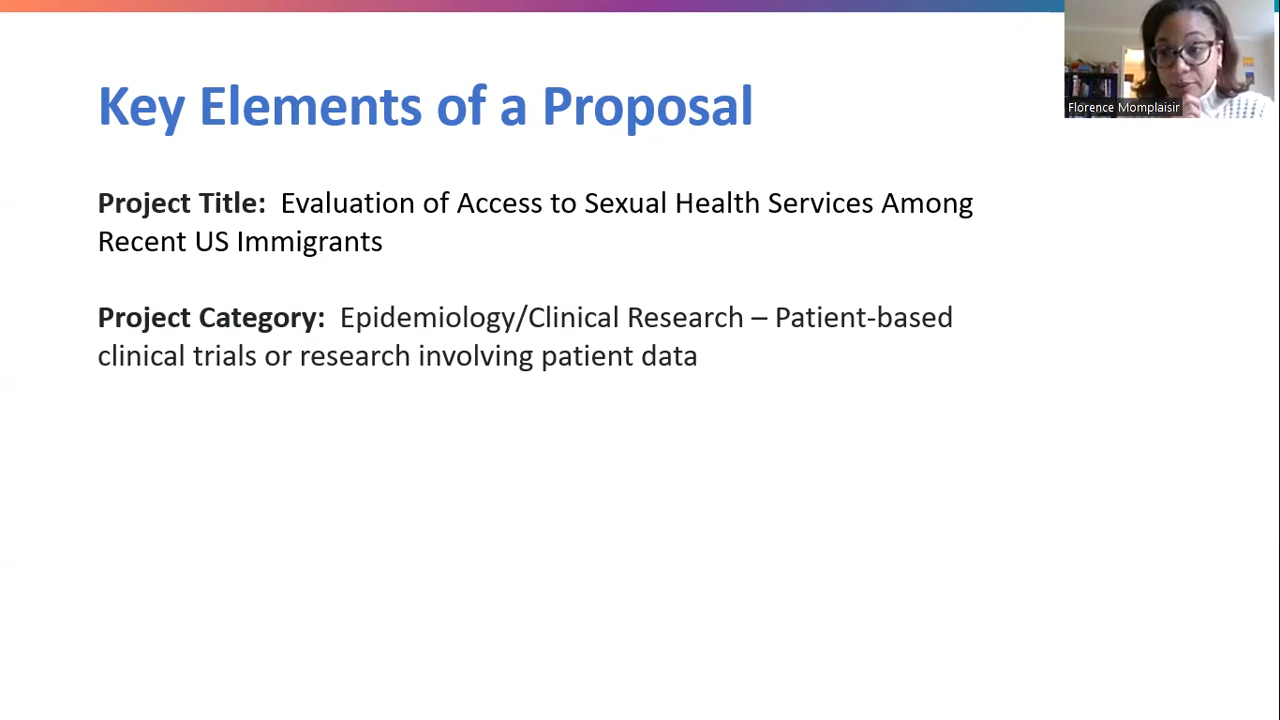 Key Elements of a Proposal
Florence Momplaisir
Project Title: Evaluation of Access to Sexual Health Services Among
Recent US Immigrants
Project Category: Epidemiology/Clinical Research – Patient-based
clinical trials or research involving patient data